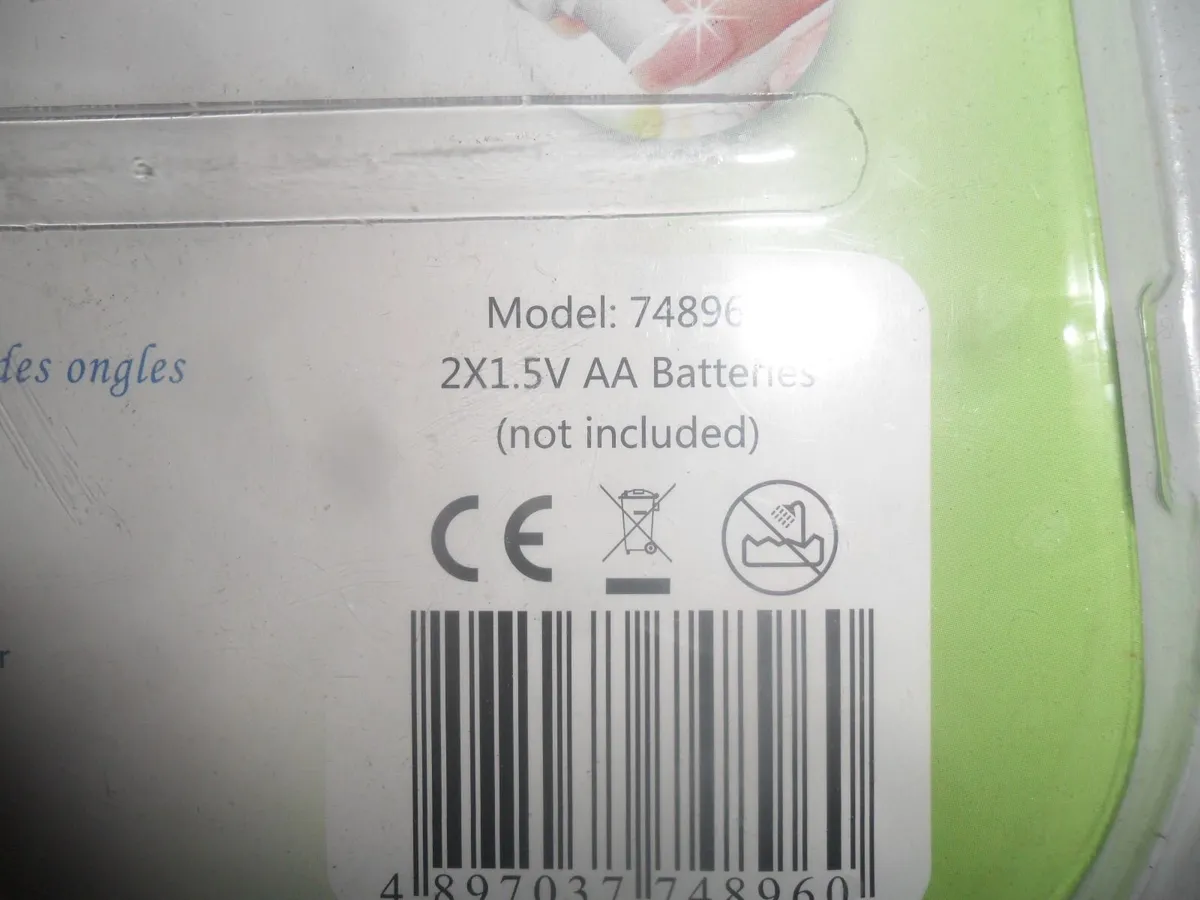 Model: 74896
2X1.5V AA Batteries
des ongles
(not included)
CE
r
4 897037 748960